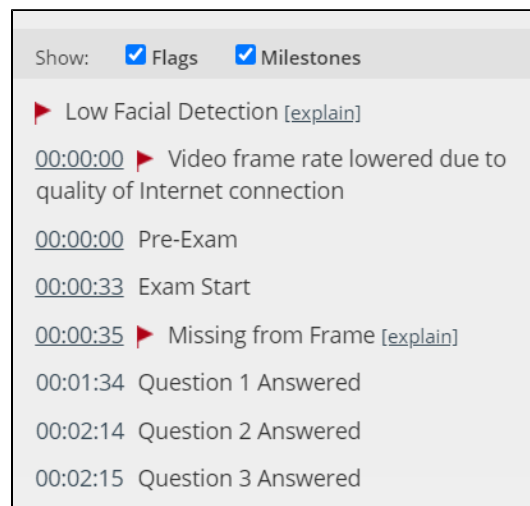 Show: Flags Milestones
Low Facial Detection [explain]
00:00:00 Video frame rate lowered due to
quality of Internet connection
00:00:00 Pre-Exam
00:00:33 Exam Start
00:00:35 Missing from Frame [explain]
00:01:34 Question 1 Answered
00:02:14 Question 2 Answered
00:02:15 Question 3 Answered